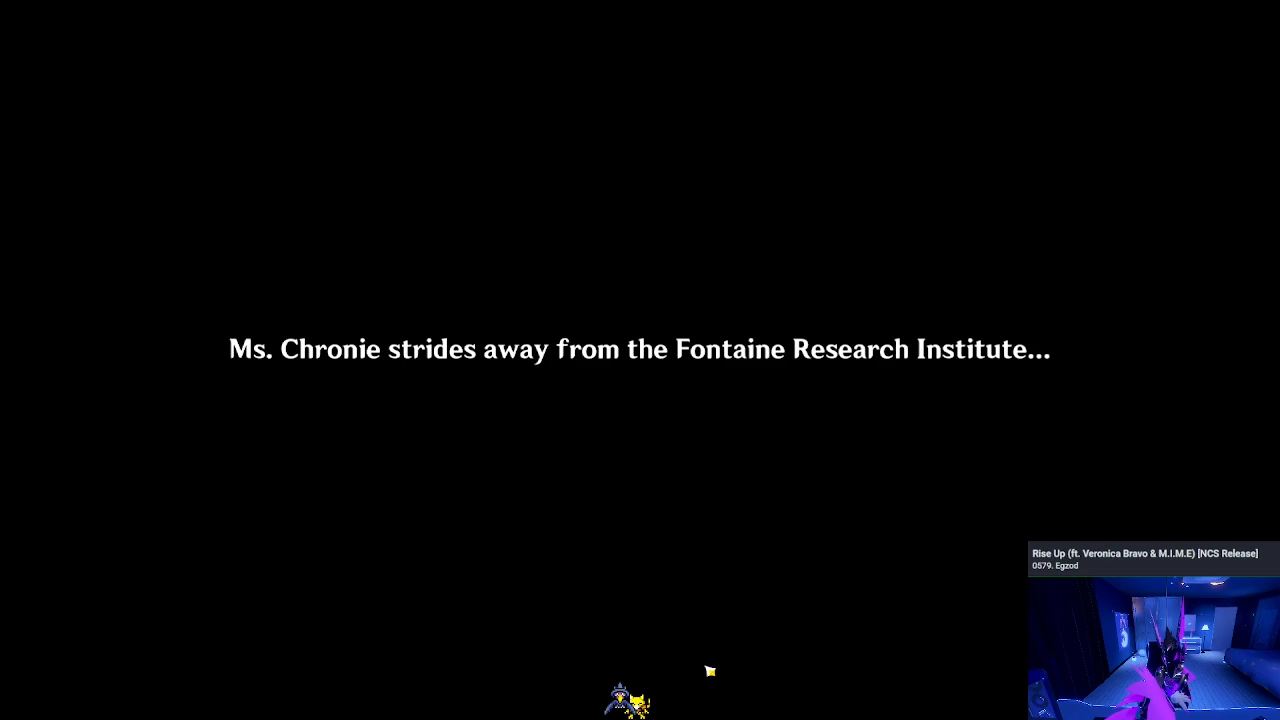 Ms. Chronie strides away from the Fontaine Research Institute...
Rise Up (ft. Veronica Bravo & M.I.M.E) [NCS Release]
0579. Egzod